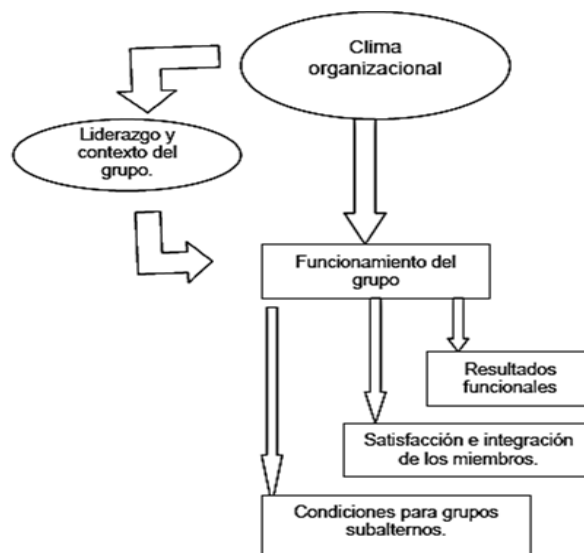 Clima
organizacional
Liderazgo y
contexto del
grupo.
Funcionamiento del
grupo
Resultados
funcionales
Satisfacción e integración
de los miembros.
Condiciones para grupos
subalternos.